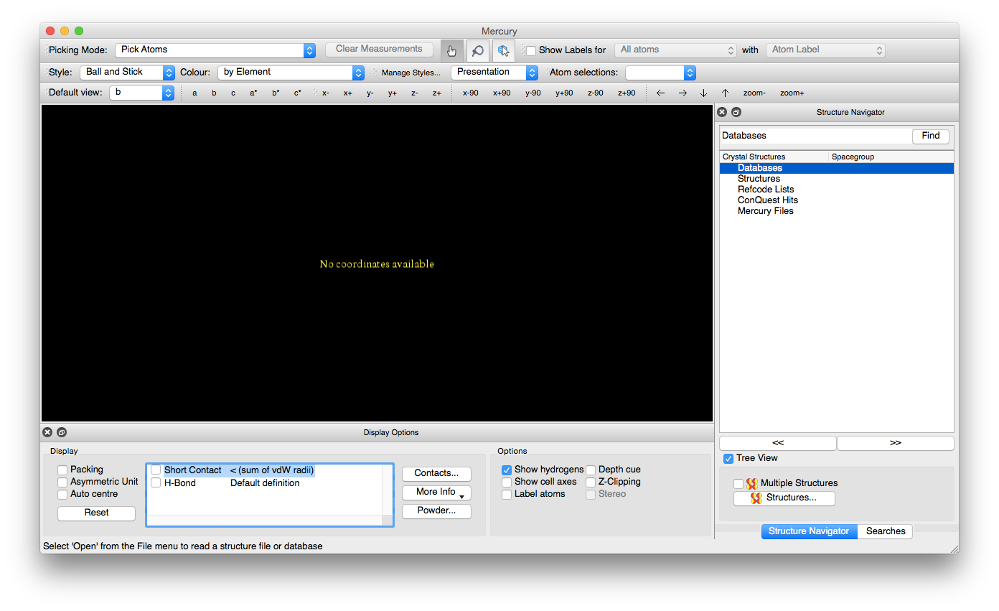 Mercury
Picking Mode: Pick Atoms Clear Measurements Show Labels for All atoms with Atom Label
Style: Ball and Stick Colour: by Element Manage Styles... Presentation Atom selections:
Default view: b a b c a* b* c* x- x+ y- y+ z- z+ x-90 x+90 y-90 y+90 z-90 z+90 ← → ↓ ↑ zoom- zoom+
Structure Navigator
Databases Find
Crystal Structures Spacegroup
Databases
Structures
Refcode Lists
ConQuest Hits
Mercury Files
No coordinates available
<< >>
Tree View
Multiple Structures
Structures...
Structure Navigator Searches
Display Options
Display
Packing
Asymmetric Unit
Auto centre
Reset
Short Contact < (sum of vdW radii)
H-Bond Default definition
Contacts...
More Info
Powder...
Options
Show hydrogens Depth cue
Show cell axes Z-Clipping
Label atoms Stereo
Select 'Open' from the File menu to read a structure file or database